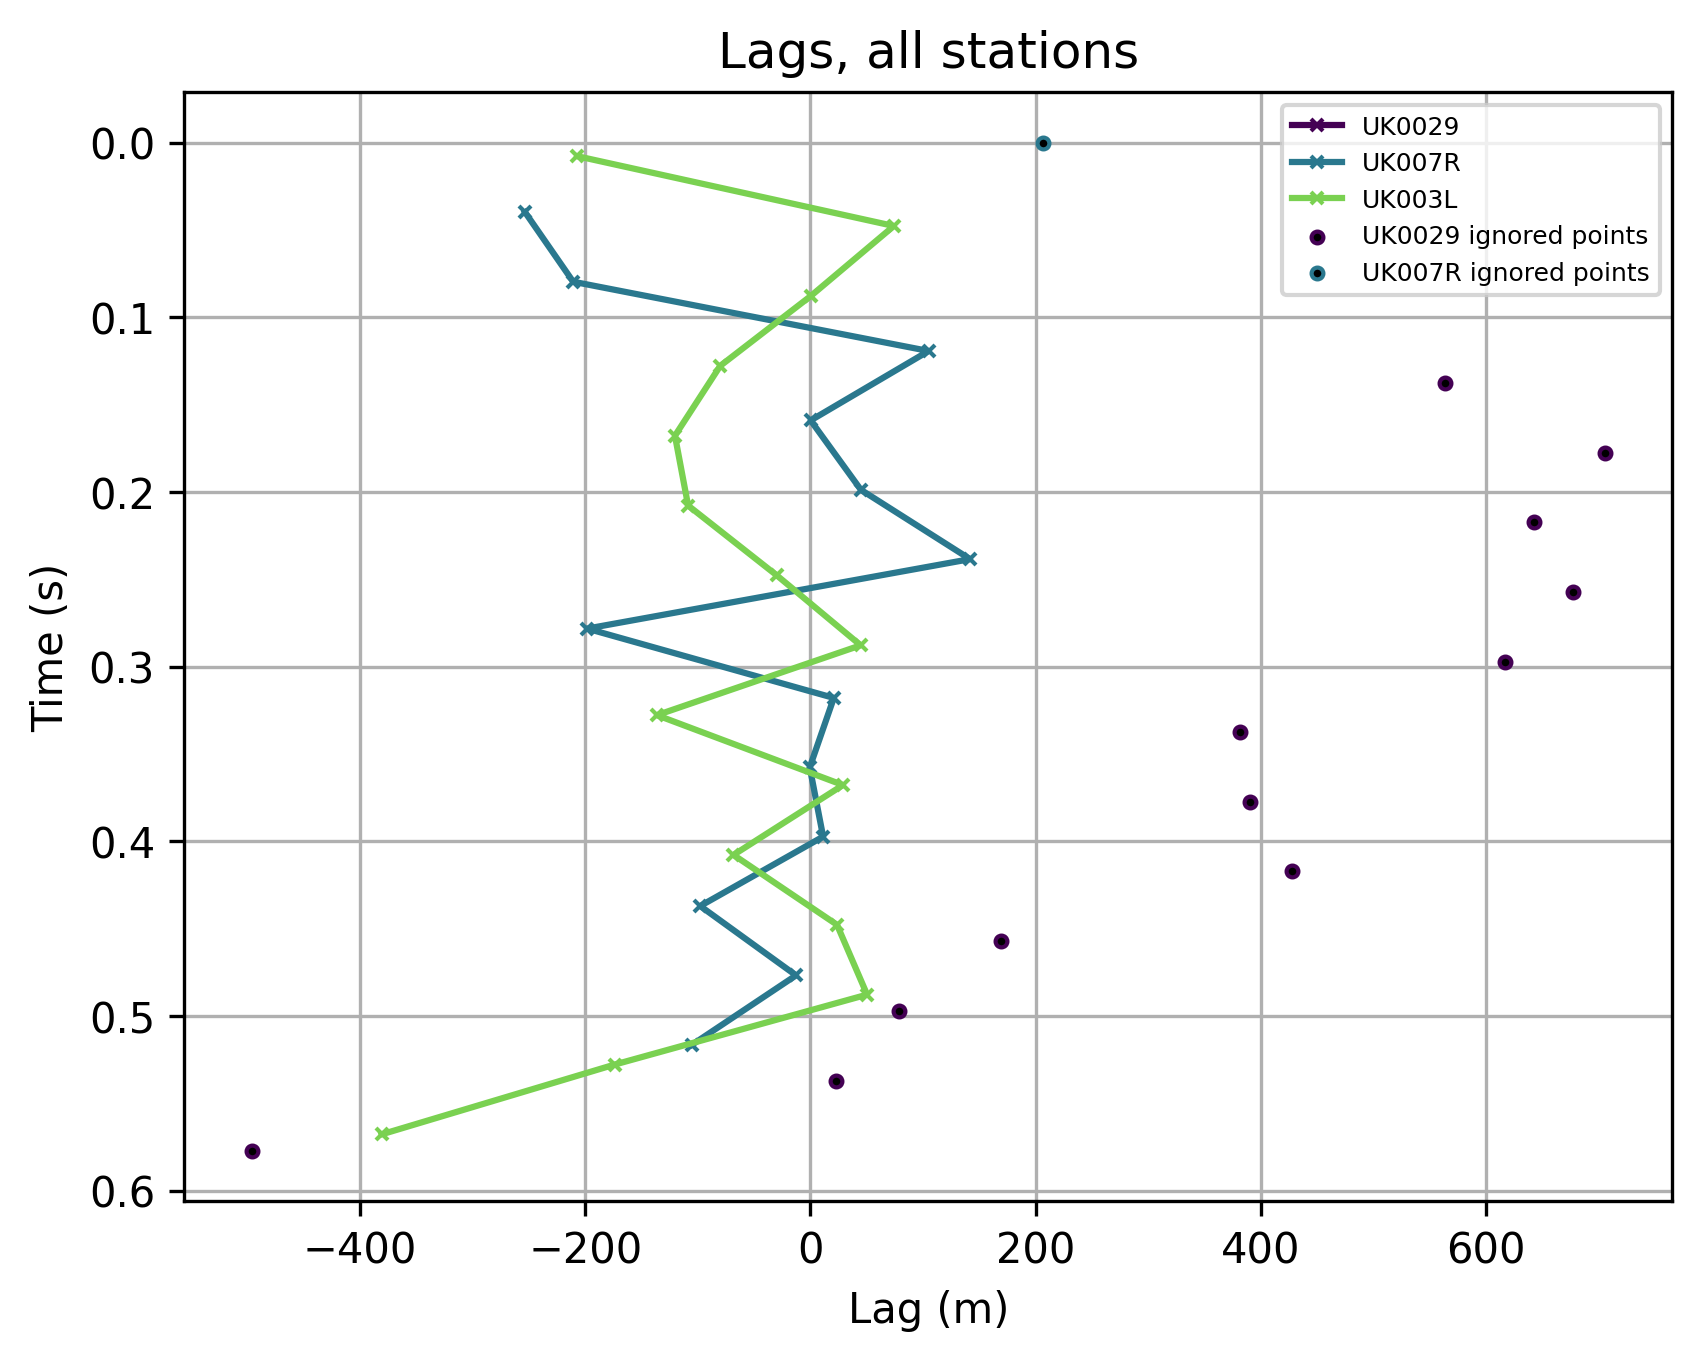 Lags, all stations
UK0029
UK007R
UK003L
UK0029 ignored points
UK007R ignored points
0.0
0.1
0.2
0.3
0.4
0.5
0.6
Time (s)
−400
−200
0
200
400
600
Lag (m)